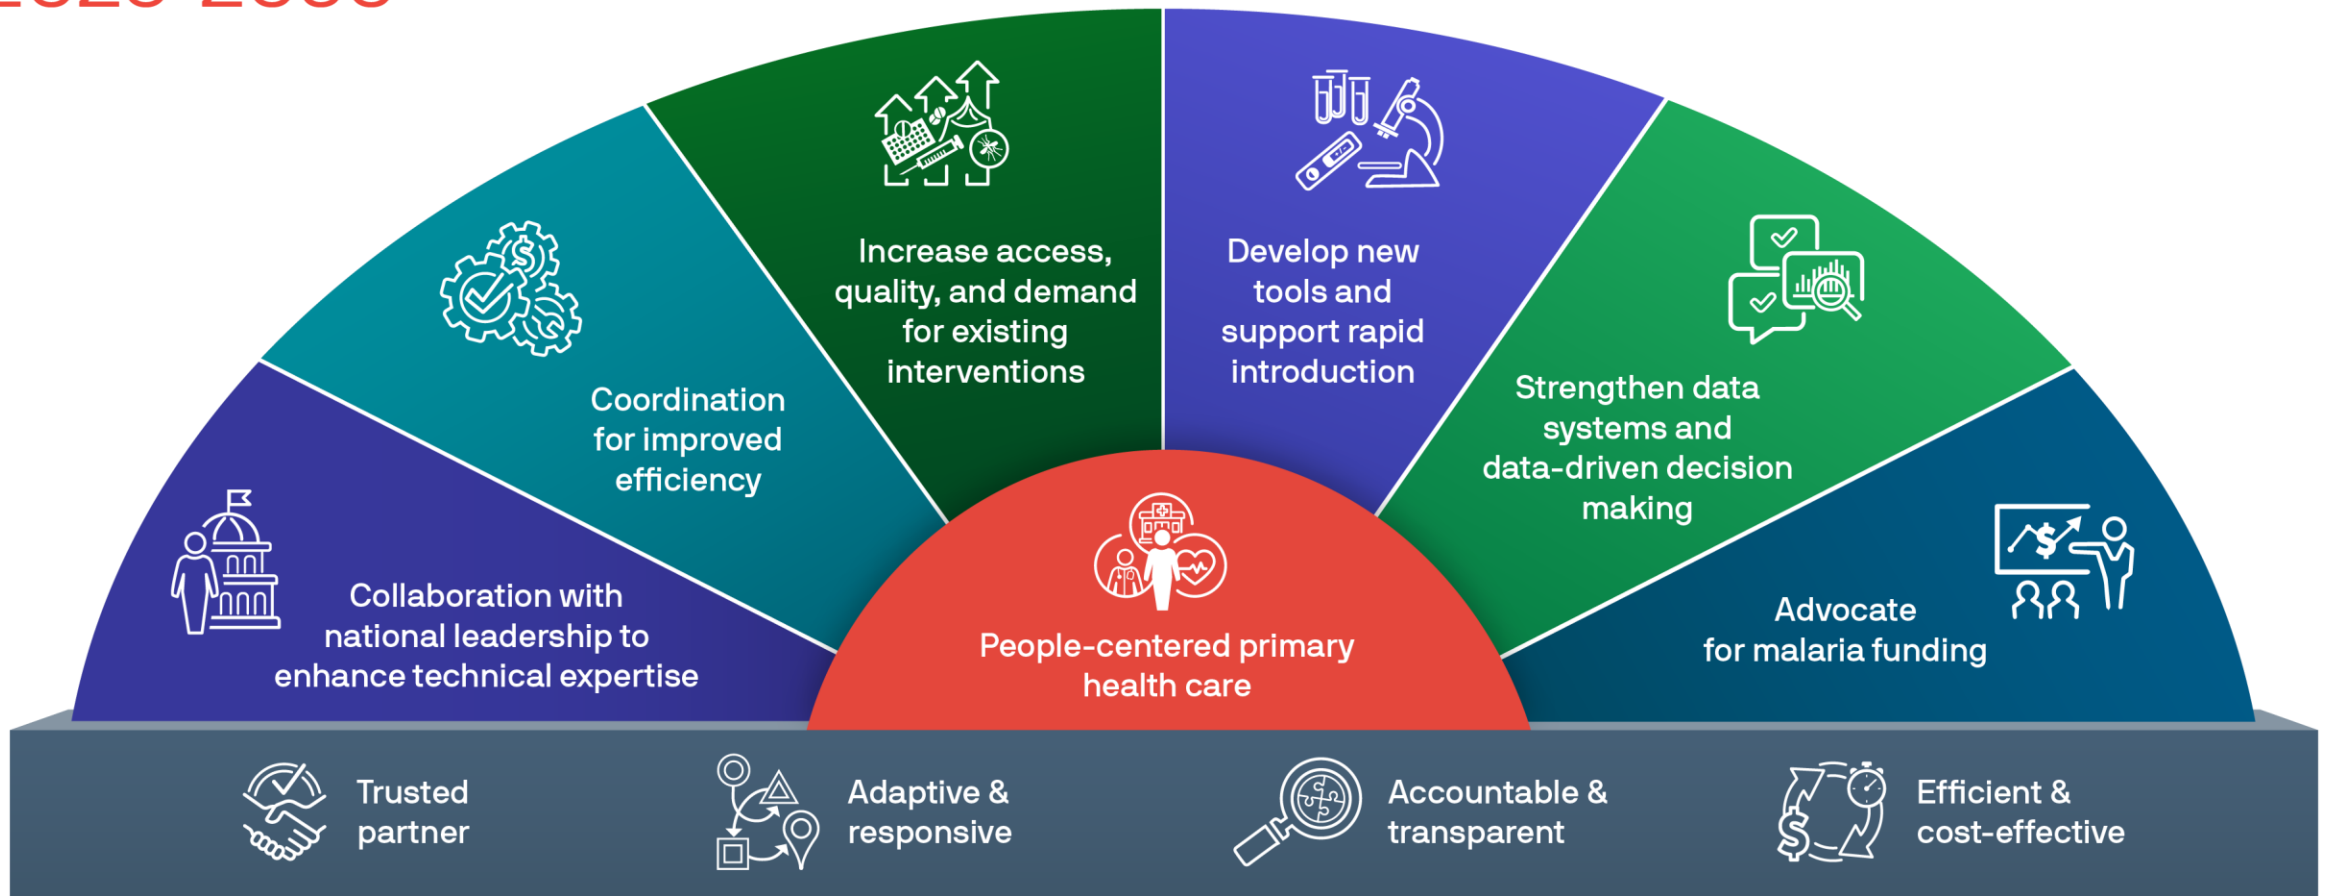 Increase access,
quality, and demand
for existing
interventions
Develop new
tools and
support rapid
introduction
Coordination
for improved
efficiency
Strengthen data
systems and
data-driven decision
making
Collaboration with
national leadership to
enhance technical expertise
Advocate
for malaria funding
People-centered primary
health care
Trusted
partner
Adaptive &
responsive
Accountable &
transparent
Efficient &
cost-effective